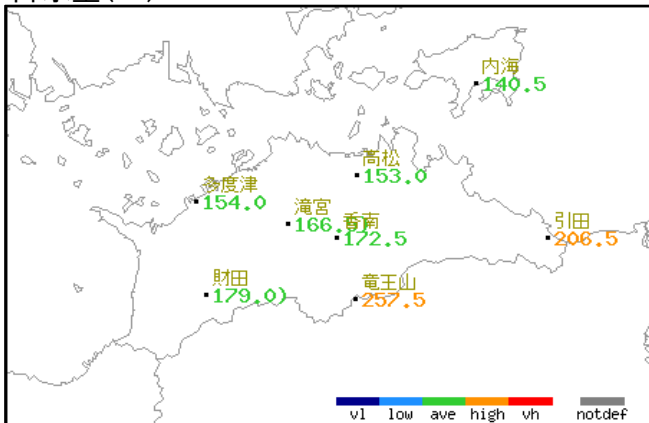 内海
140.5
高松
153.0
多度津
154.0
滝宮
166.5)
香南
172.5
引田
206.5
財田
179.0)
竜王山
257.5
vl low ave high vh notdef